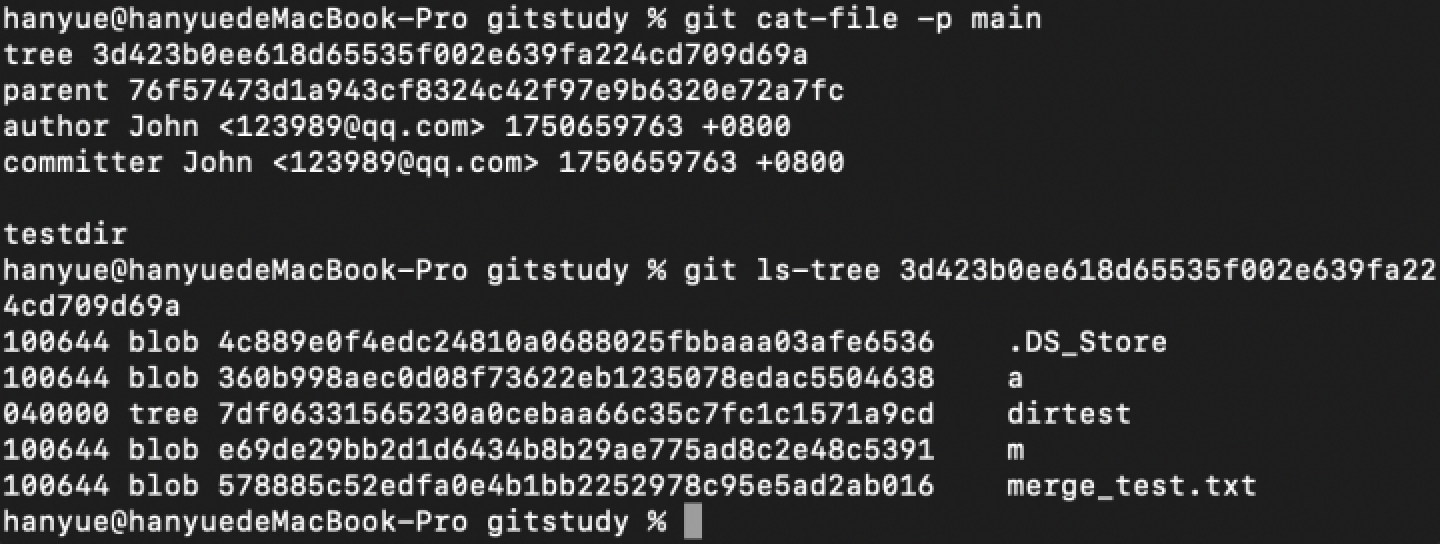 hanyue@hanyuedeMacBook-Pro gitstudy % git cat-file -p main
tree 3d423b0ee618d65535f002e639fa224cd709d69a
parent 76f57473d1a943cf8324c42f97e9b6320e72a7fc
author John <123989@qq.com> 1750659763 +0800
committer John <123989@qq.com> 1750659763 +0800
testdir
hanyue@hanyuedeMacBook-Pro gitstudy % git ls-tree 3d423b0ee618d65535f002e639fa22
4cd709d69a
100644 blob 4c889e0f4edc24810a0688025fbbaaa03afe6536    .DS_Store
100644 blob 360b998aec0d08f73622eb1235078edac5504638    a
040000 tree 7df06331565230a0cebaa66c35c7fc1c1571a9cd    dirtest
100644 blob e69de29bb2d1d6434b8b29ae775ad8c2e48c5391    m
100644 blob 578885c52edfa0e4b1bb2252978c95e5ad2ab016    merge_test.txt
hanyue@hanyuedeMacBook-Pro gitstudy %